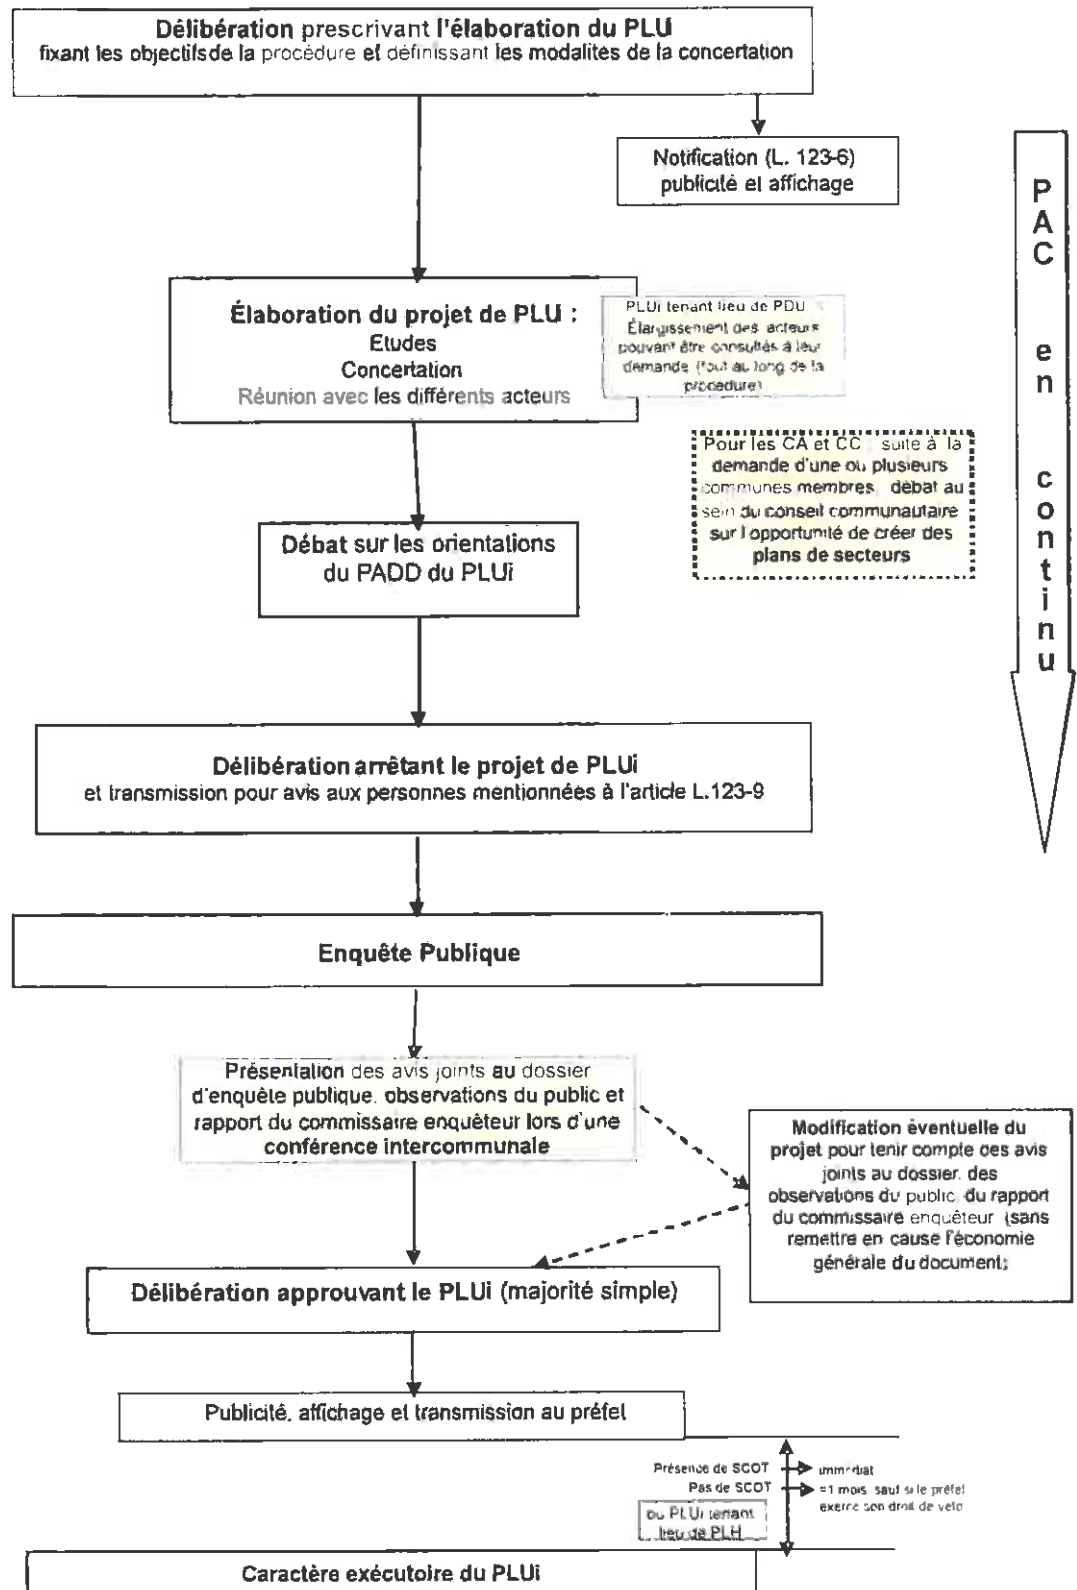 Délibération prescrivant l'élaboration du PLUi
fixant les objectifs de la procédure et définissant les modalités de la concertation
Notification (L. 123-6)
publicité et affichage
PAC en continu
Élaboration du projet de PLUi :
Etudes
Concertation
Réunion avec les différents acteurs
PLUi tenant lieu de PDU
Élargissement des acteurs
pouvant être consultés à leur
demande (tout au long de la
procédure)
Pour les CA et CC suite à la
demande d'une ou plusieurs
communes membres débat au
sein du conseil communautaire
sur l'opportunité de créer des
plans de secteurs
Débat sur les orientations
du PADD du PLUi
Délibération arrêtant le projet de PLUi
et transmission pour avis aux personnes mentionnées à l'article L.123-9
Enquête Publique
Présentation des avis joints au dossier
d'enquête publique, observations du public et
rapport du commissaire enquêteur lors d'une
conférence intercommunale
Modification éventuelle du
projet pour tenir compte des avis
joints au dossier, des
observations du public, du rapport
du commissaire enquêteur (sans
remettre en cause l'économie
générale du document)
Délibération approuvant le PLUi (majorité simple)
Publicité, affichage et transmission au préfet
Présence de SCOT immédiat
Pas de SCOT =1 mois sauf si le préfet
exerce son droit de veto
ou PLUi tenant
lieu de PLH
Caractère exécutoire du PLUi